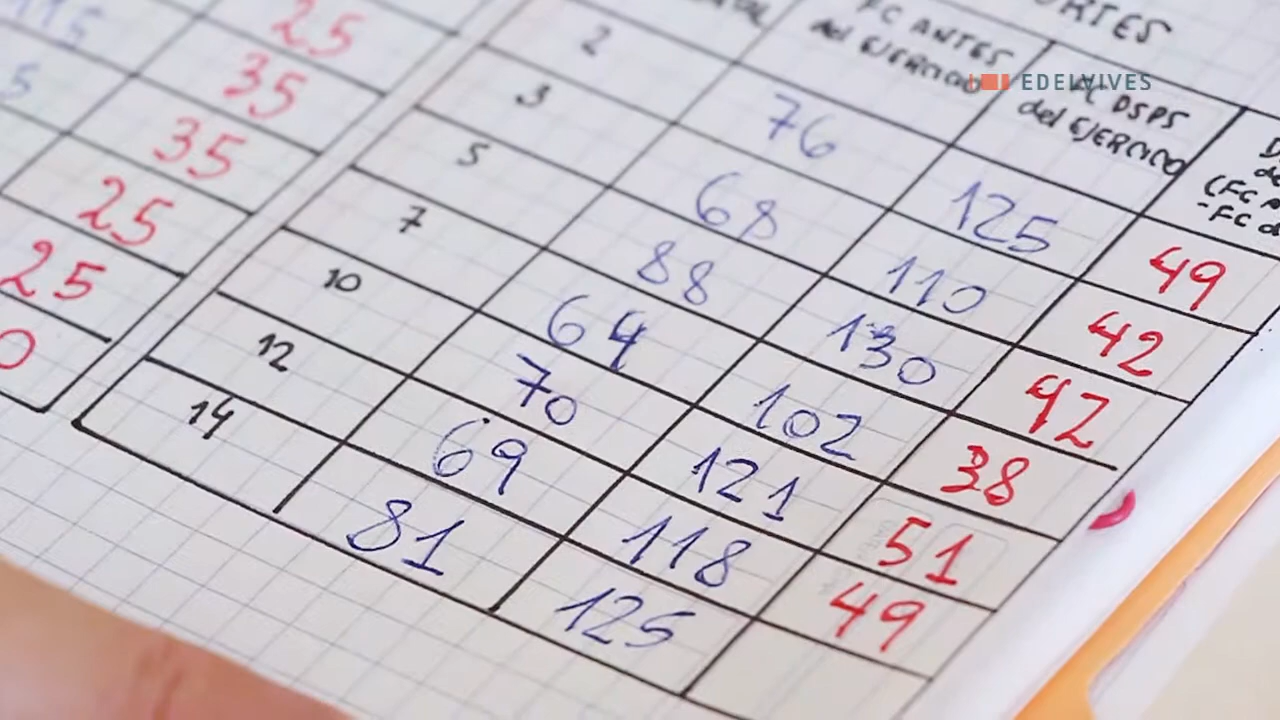 25
35
35
25
25
0
FC ANTES
del EJERCICIO
FC DSPS
del EJERCICIO
EDELVIVES
2 76 125 49
3 68 110 42
5 88 130 42
7 64 102 38
10 70 121 51
12 69 118 49
14 81 125